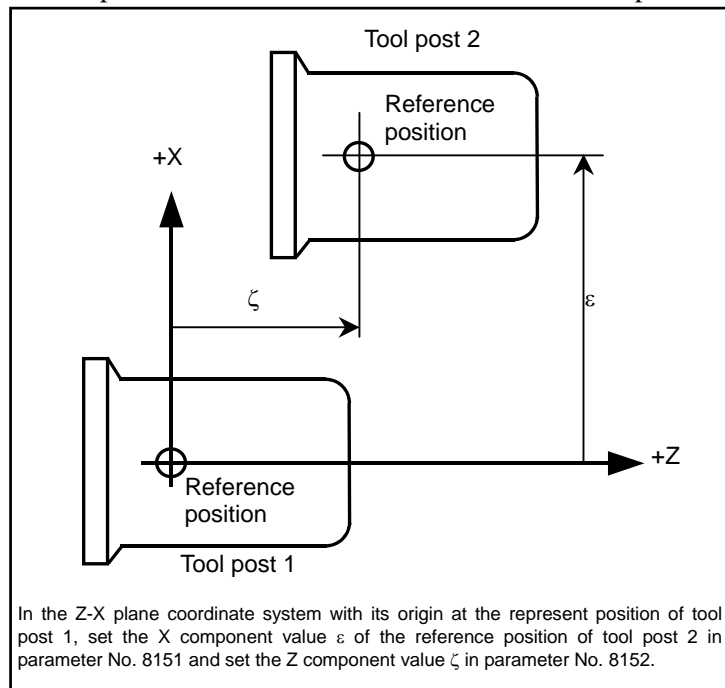 Tool post 2
Reference
position
+X
ζ
ε
+Z
Reference
position
Tool post 1
In the Z-X plane coordinate system with its origin at the represent position of tool
post 1, set the X component value ε of the reference position of tool post 2 in
parameter No. 8151 and set the Z component value ζ in parameter No. 8152.